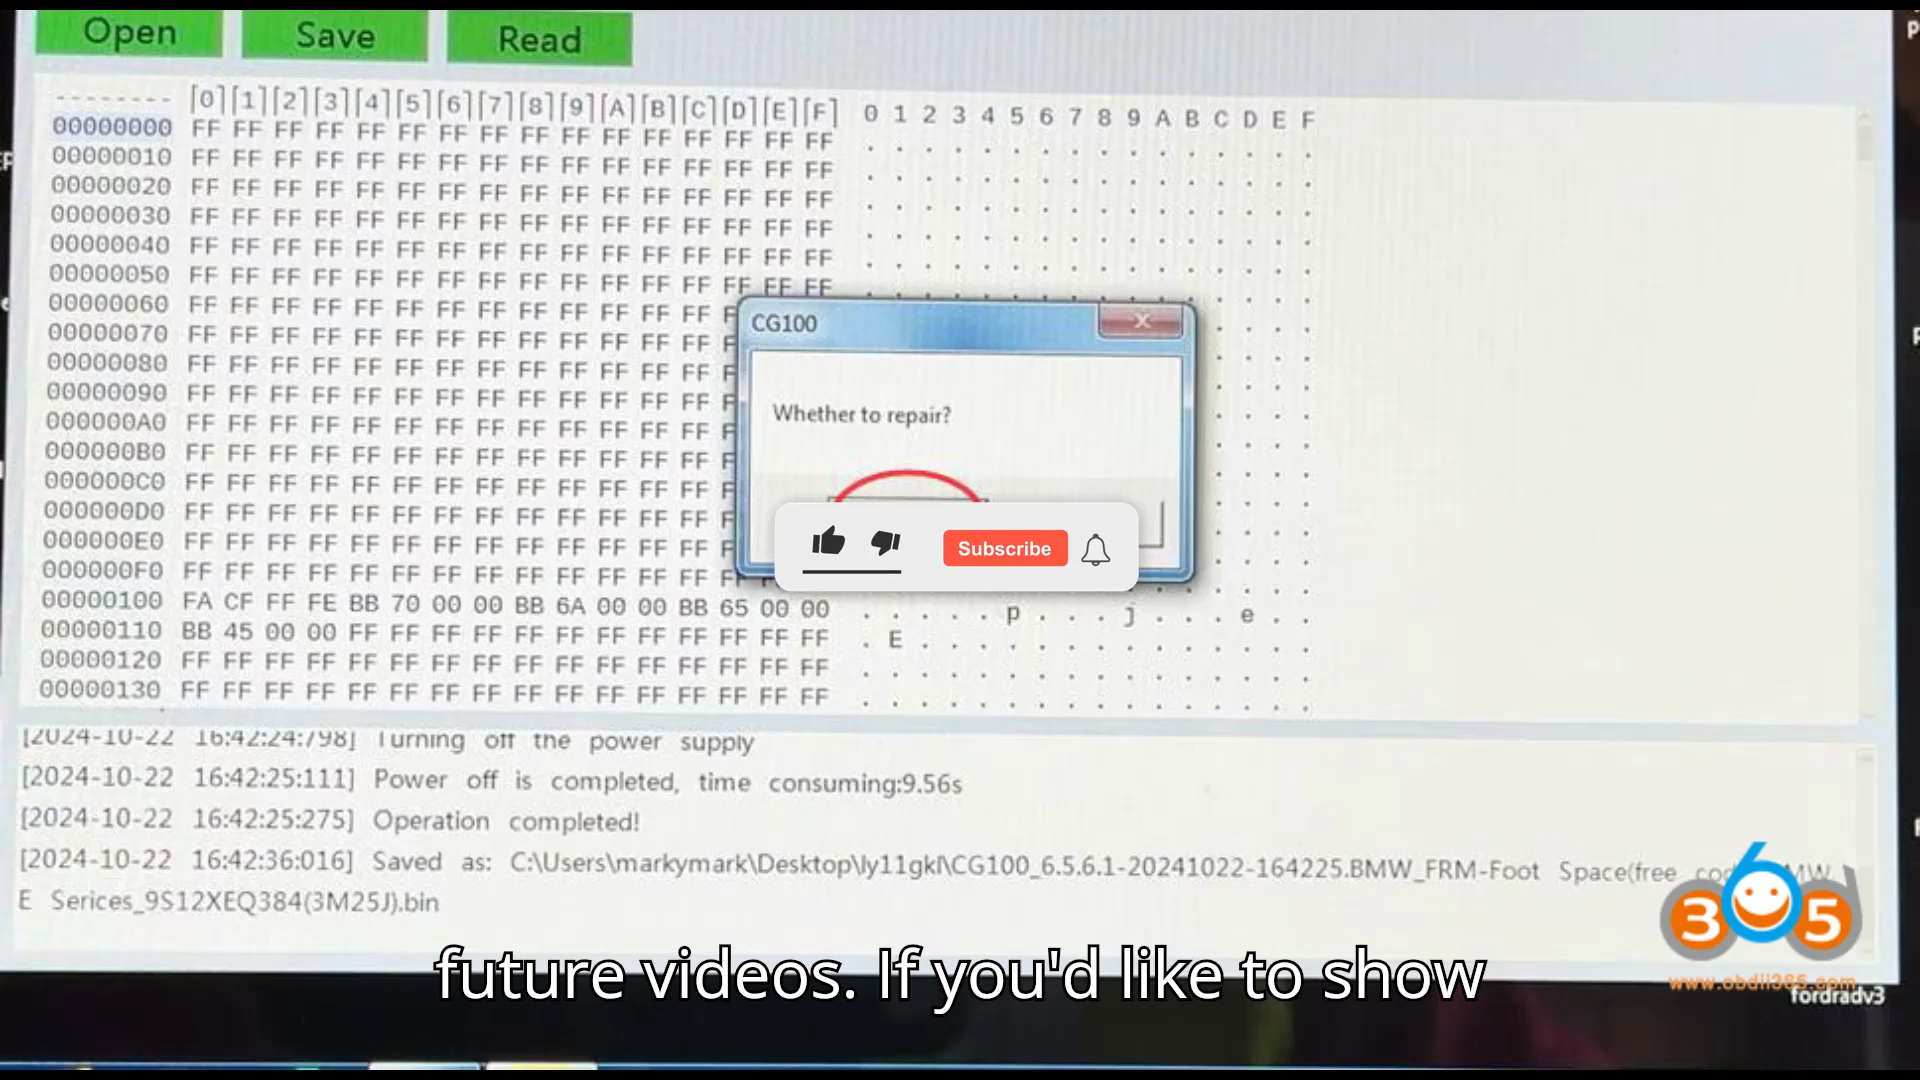 Open Save Read
-------- [0][1][2][3][4][5][6][7][8][9][A][B][C][D][E][F] 0 1 2 3 4 5 6 7 8 9 A B C D E F
00000000 FF FF FF FF FF FF FF FF FF FF FF FF FF FF FF FF . . . . . . . . . . . . . . . .
00000010 FF FF FF FF FF FF FF FF FF FF FF FF FF FF FF FF . . . . . . . . . . . . . . . .
00000020 FF FF FF FF FF FF FF FF FF FF FF FF FF FF FF FF . . . . . . . . . . . . . . . .
00000030 FF FF FF FF FF FF FF FF FF FF FF FF FF FF FF FF . . . . . . . . . . . . . . . .
00000040 FF FF FF FF FF FF FF FF FF FF FF FF FF FF FF FF . . . . . . . . . . . . . . . .
00000050 FF FF FF FF FF FF FF FF FF FF FF FF FF FF FF FF
00000060 FF FF FF FF FF FF FF FF FF FF FF FF FF
00000070 FF FF FF FF FF FF FF FF FF FF FF FF FF
00000080 FF FF FF FF FF FF FF FF FF FF FF FF FF
00000090 FF FF FF FF FF FF FF FF FF FF FF FF FF
000000A0 FF FF FF FF FF FF FF FF FF FF FF FF FF
000000B0 FF FF FF FF FF FF FF FF FF FF FF FF FF
000000C0 FF FF FF FF FF FF FF FF FF FF FF FF FF
000000D0 FF FF FF FF FF FF FF FF FF FF FF FF FF
000000E0 FF FF FF FF FF FF FF FF FF FF FF FF FF
000000F0 FF FF FF FF FF FF FF FF FF FF FF FF FF
00000100 FA CF FF FE BB 70 00 00 BB 6A 00 00 BB 65 00 00 . . . . . p . . . j . . . e . .
00000110 BB 45 00 00 FF FF FF FF FF FF FF FF FF FF FF FF . E . . . . . . . . . . . . . .
00000120 FF FF FF FF FF FF FF FF FF FF FF FF FF FF FF FF . . . . . . . . . . . . . . . .
00000130 FF FF FF FF FF FF FF FF FF FF FF FF FF FF FF FF . . . . . . . . . . . . . . . .
CG100
Whether to repair?
Subscribe
[2024-10-22 16:42:24:798] Turning off the power supply
[2024-10-22 16:42:25:111] Power off is completed, time consuming:9.56s
[2024-10-22 16:42:25:275] Operation completed!
[2024-10-22 16:42:36:016] Saved as: C:\Users\markymark\Desktop\ly11gkl\CG100_6.5.6.1-20241022-164225.BMW_FRM-Foot Space(free
E Serices_9S12XEQ384(3M25J).bin
365
www.obdii365.com
fordradv3
future videos. If you'd like to show